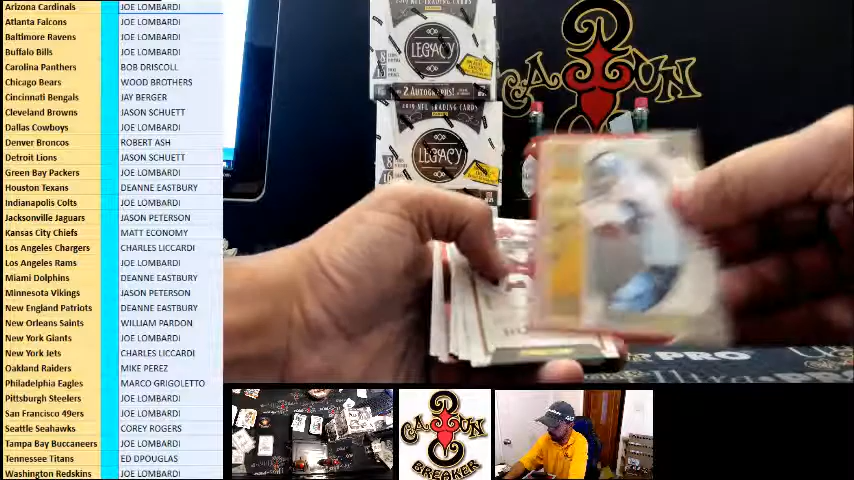 Arizona Cardinals JOE LOMBARDI
Atlanta Falcons JOE LOMBARDI
Baltimore Ravens JOE LOMBARDI
Buffalo Bills JOE LOMBARDI
Carolina Panthers BOB DRISCOLL
Chicago Bears WOOD BROTHERS
Cincinnati Bengals JAY BERGER
Cleveland Browns JASON SCHUETT
Dallas Cowboys JOE LOMBARDI
Denver Broncos ROBERT ASH
Detroit Lions JASON SCHUETT
Green Bay Packers JOE LOMBARDI
Houston Texans DEANNE EASTBURY
Indianapolis Colts JOE LOMBARDI
Jacksonville Jaguars JASON PETERSON
Kansas City Chiefs MATT ECONOMY
Los Angeles Chargers CHARLES LICCARDI
Los Angeles Rams JOE LOMBARDI
Miami Dolphins DEANNE EASTBURY
Minnesota Vikings JASON PETERSON
New England Patriots DEANNE EASTBURY
New Orleans Saints WILLIAM PARDON
New York Giants JOE LOMBARDI
New York Jets CHARLES LICCARDI
Oakland Raiders MIKE PEREZ
Philadelphia Eagles MARCO GRIGOLETTO
Pittsburgh Steelers JOE LOMBARDI
San Francisco 49ers JOE LOMBARDI
Seattle Seahawks COREY ROGERS
Tampa Bay Buccaneers JOE LOMBARDI
Tennessee Titans ED DPOUGLAS
Washington Redskins JOE LOMBARDI
LEGACY
2 AUTOGRAPHS!
2019 NFL TRADING CARDS
LEGACY
CAJUN
PRO
CAJUN
BREAKER